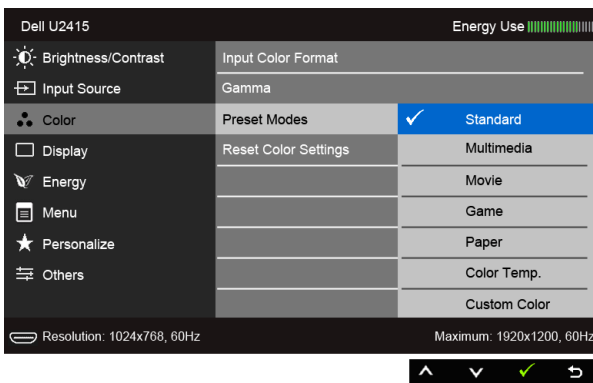 Dell U2415 Energy Use
Brightness/Contrast Input Color Format
Input Source Gamma
Color Preset Modes Standard
Display Reset Color Settings Multimedia
Energy Movie
Menu Game
Personalize Paper
Others Color Temp.
Custom Color
Resolution: 1024x768, 60Hz Maximum: 1920x1200, 60Hz